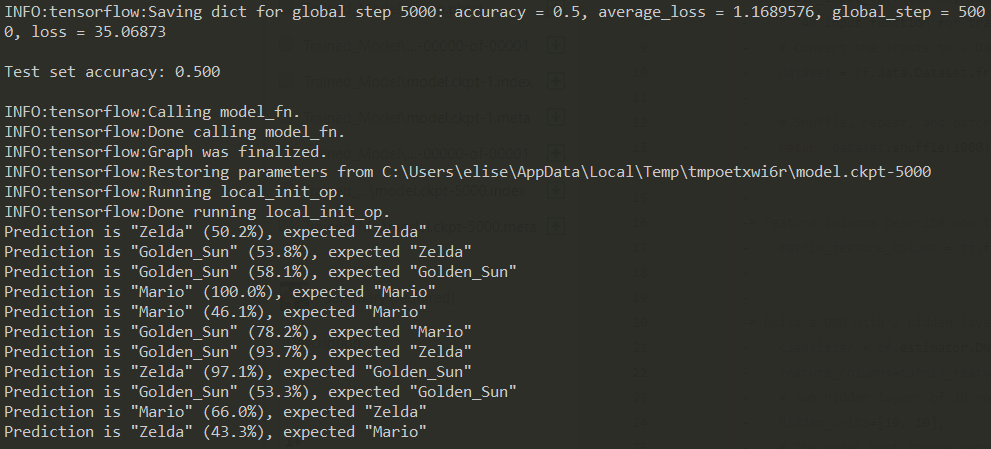 INFO:tensorflow:Saving dict for global step 5000: accuracy = 0.5, average_loss = 1.1689576, global_step = 500
0, loss = 35.06873
Test set accuracy: 0.500
INFO:tensorflow:Calling model_fn.
INFO:tensorflow:Done calling model_fn.
INFO:tensorflow:Graph was finalized.
INFO:tensorflow:Restoring parameters from C:\Users\elise\AppData\Local\Temp\tmpoetxwi6r\model.ckpt-5000
INFO:tensorflow:Running local_init_op.
INFO:tensorflow:Done running local_init_op.
Prediction is "Zelda" (50.2%), expected "Zelda"
Prediction is "Golden_Sun" (53.8%), expected "Zelda"
Prediction is "Golden_Sun" (58.1%), expected "Golden_Sun"
Prediction is "Mario" (100.0%), expected "Mario"
Prediction is "Mario" (46.1%), expected "Mario"
Prediction is "Golden_Sun" (78.2%), expected "Mario"
Prediction is "Golden_Sun" (93.7%), expected "Zelda"
Prediction is "Zelda" (97.1%), expected "Golden_Sun"
Prediction is "Golden_Sun" (53.3%), expected "Golden_Sun"
Prediction is "Mario" (66.0%), expected "Zelda"
Prediction is "Zelda" (43.3%), expected "Mario"